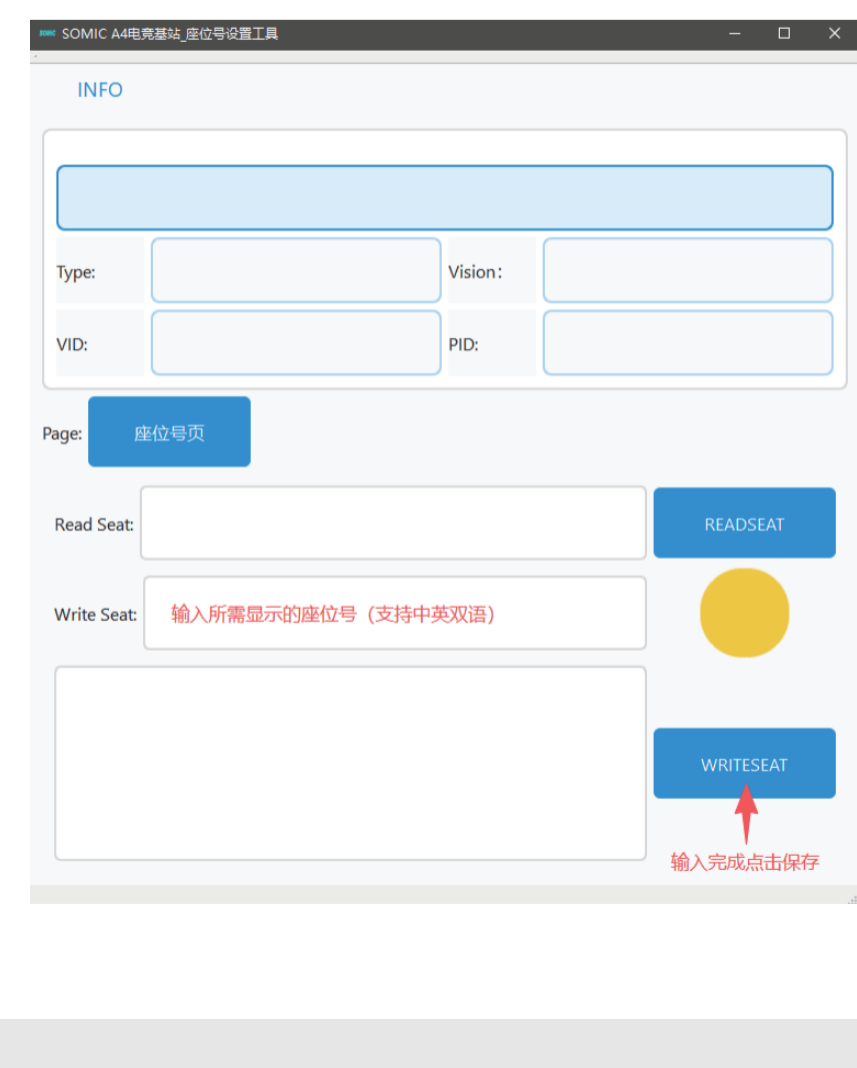 SOMIC SOMIC A4电竞基站_座位号设置工具
INFO
Type:
Vision：
VID:
PID:
Page: 座位号页
Read Seat: READSEAT
Write Seat: 输入所需显示的座位号（支持中英双语）
WRITESEAT
输入完成点击保存